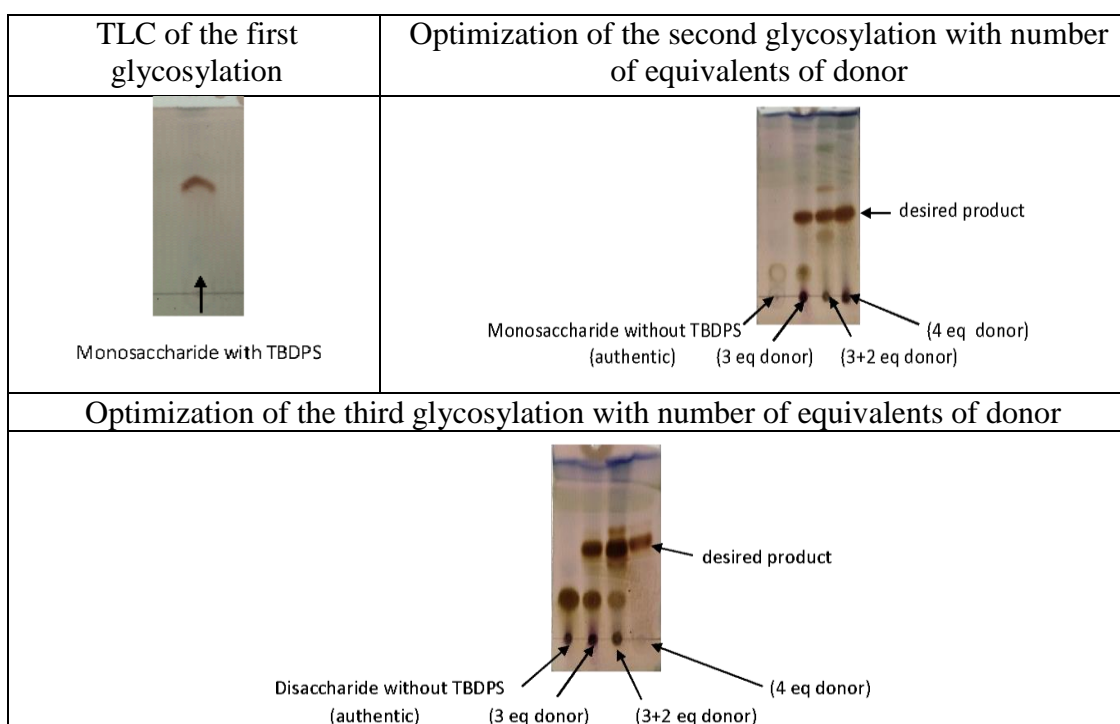 TLC of the first
glycosylation
Optimization of the second glycosylation with number
of equivalents of donor
Monosaccharide with TBDPS
desired product
Monosaccharide without TBDPS
(authentic)
(3 eq donor)
(3+2 eq donor)
(4 eq donor)
Optimization of the third glycosylation with number of equivalents of donor
desired product
Disaccharide without TBDPS
(authentic)
(3 eq donor)
(3+2 eq donor)
(4 eq donor)